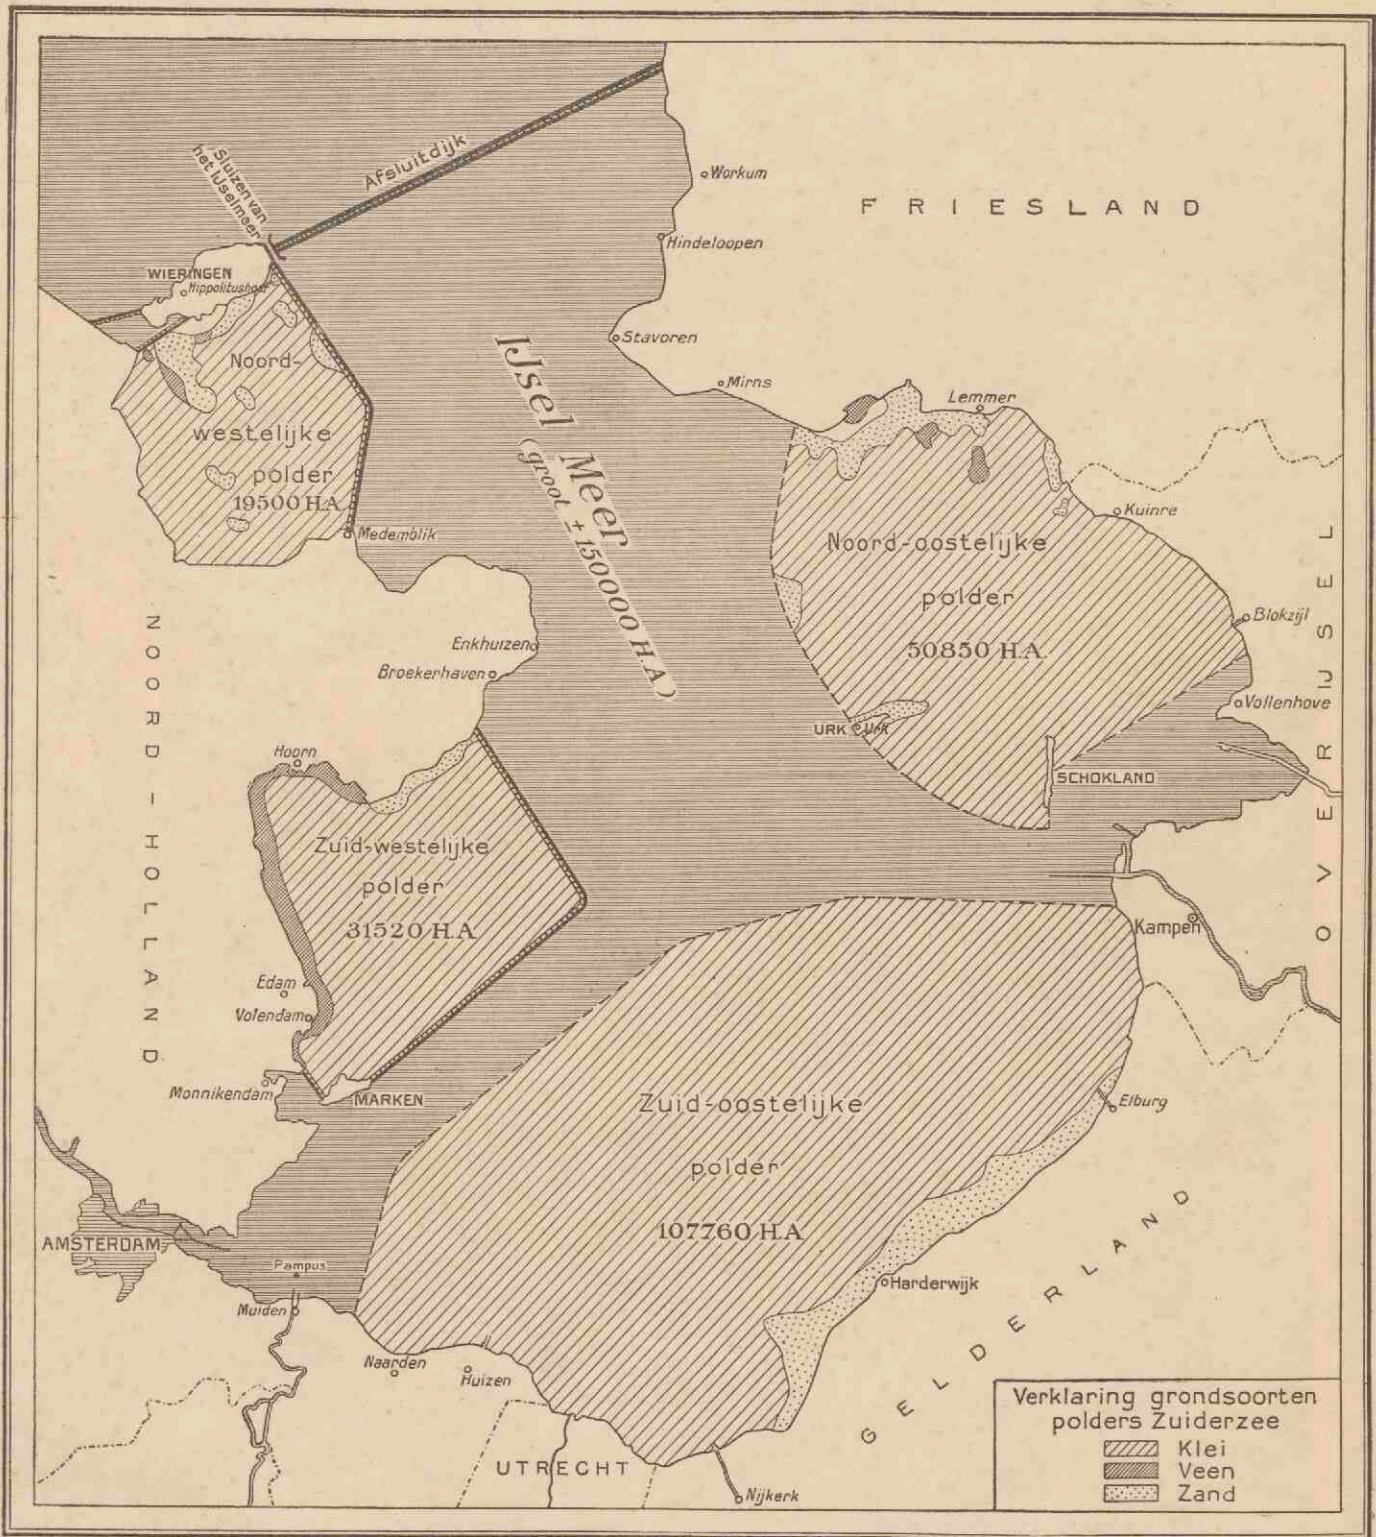 Afsluitdijk
Sluizen van
het IJselmeer
Workum
FRIESLAND
Hindeloopen
WIERINGEN
Stavoren
Mirns
Lemmer
Noord-
westelijke
polder
19500 H.A.
Medemblik
IJsel Meer
(groot ± 150000 H.A.)
Kuinre
Noord-oostelijke
polder
50850 H.A.
Blokzijl
Vollenhove
URK
Urk
SCHOKLAND
OVERIJSSEL
Enkhuizen
Broekerhaven
NOORD-HOLLAND
Hoorn
Zuid-westelijke
polder
31520 H.A.
Kampen
Edam
Volendam
Monnikendam
MARKEN
Zuid-oostelijke
polder
107760 H.A.
Elburg
AMSTERDAM
Pampus
Muiden
Harderwijk
GELDERLAND
Naarden
Huizen
UTRECHT
Nijkerk
Verklaring grondsoorten
polders Zuiderzee
Klei
Veen
Zand